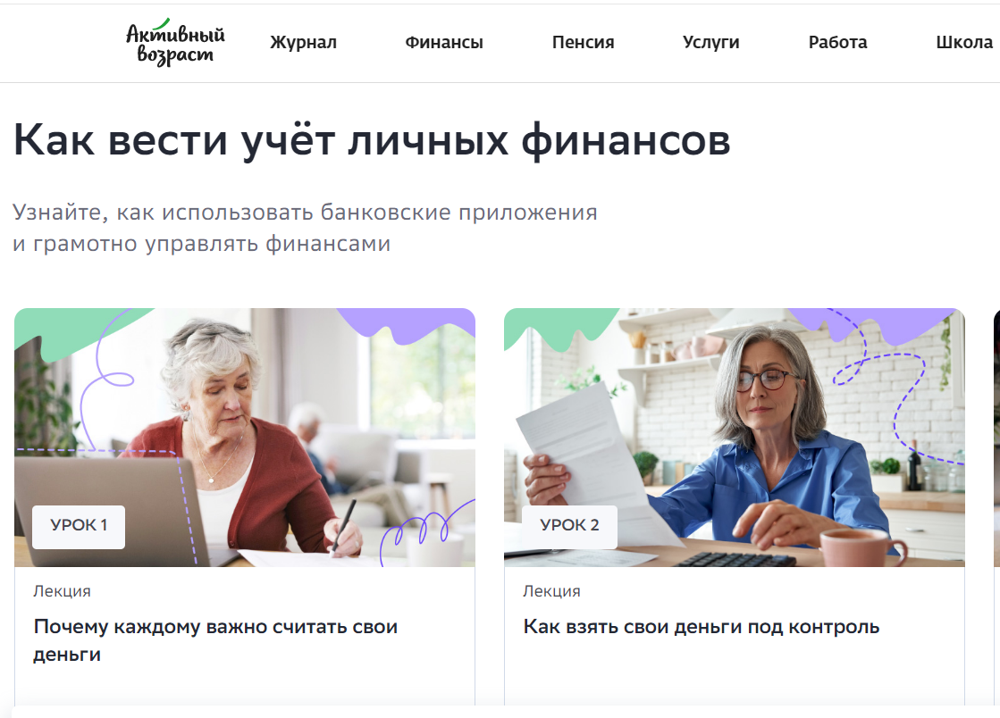 Активный
возраст
Журнал
Финансы
Пенсия
Услуги
Работа
Школа
Как вести учёт личных финансов
Узнайте, как использовать банковские приложения
и грамотно управлять финансами
УРОК 1
Лекция
Почему каждому важно считать свои
деньги
УРОК 2
Лекция
Как взять свои деньги под контроль